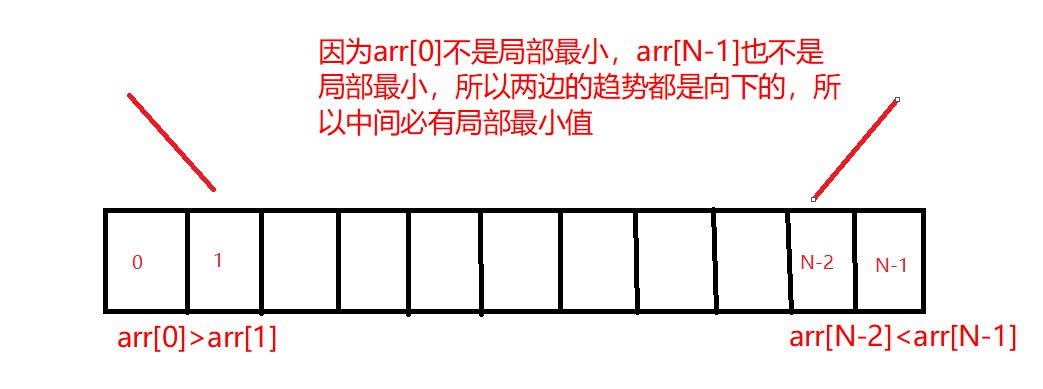 因为arr[0]不是局部最小，arr[N-1]也不是
局部最小，所以两边的趋势都是向下的，所
以中间必有局部最小值
0
1
N-2
N-1
arr[0]>arr[1]
arr[N-2]<arr[N-1]